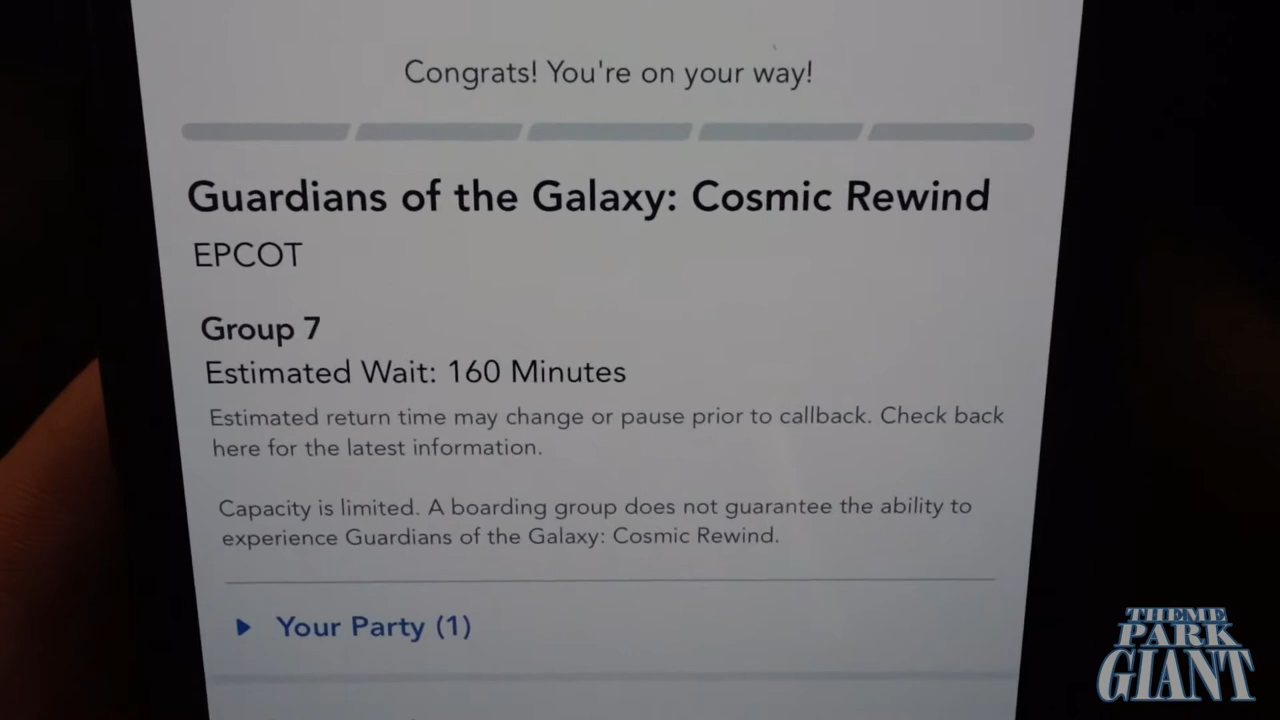 Congrats! You're on your way!
Guardians of the Galaxy: Cosmic Rewind
EPCOT
Group 7
Estimated Wait: 160 Minutes
Estimated return time may change or pause prior to callback. Check back
here for the latest information.
Capacity is limited. A boarding group does not guarantee the ability to
experience Guardians of the Galaxy: Cosmic Rewind.
Your Party (1)
THEME
PARK
GIANT